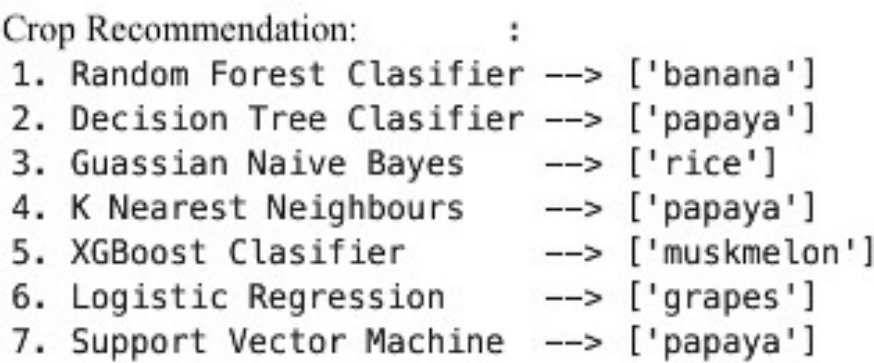 Crop Recommendation: :
1. Random Forest Clasifier --> ['banana']
2. Decision Tree Clasifier --> ['papaya']
3. Guassian Naive Bayes --> ['rice']
4. K Nearest Neighbours --> ['papaya']
5. XGBoost Clasifier --> ['muskmelon']
6. Logistic Regression --> ['grapes']
7. Support Vector Machine --> ['papaya']